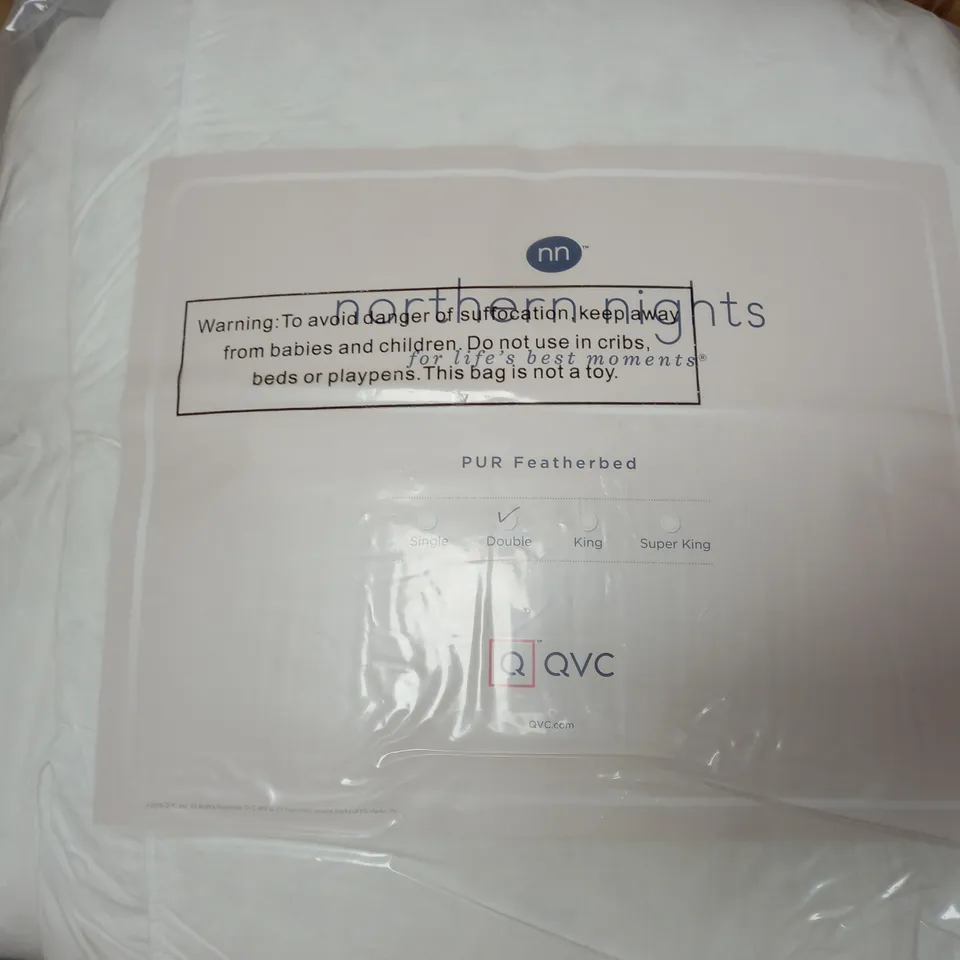 nn™
northern nights
for life's best moments®
Warning:To avoid danger of suffocation,keep away
from babies and children. Do not use in cribs,
beds or playpens.This bag is not a toy.
PUR Featherbed
Single Double King Super King
Q™ QVC
QVC.com